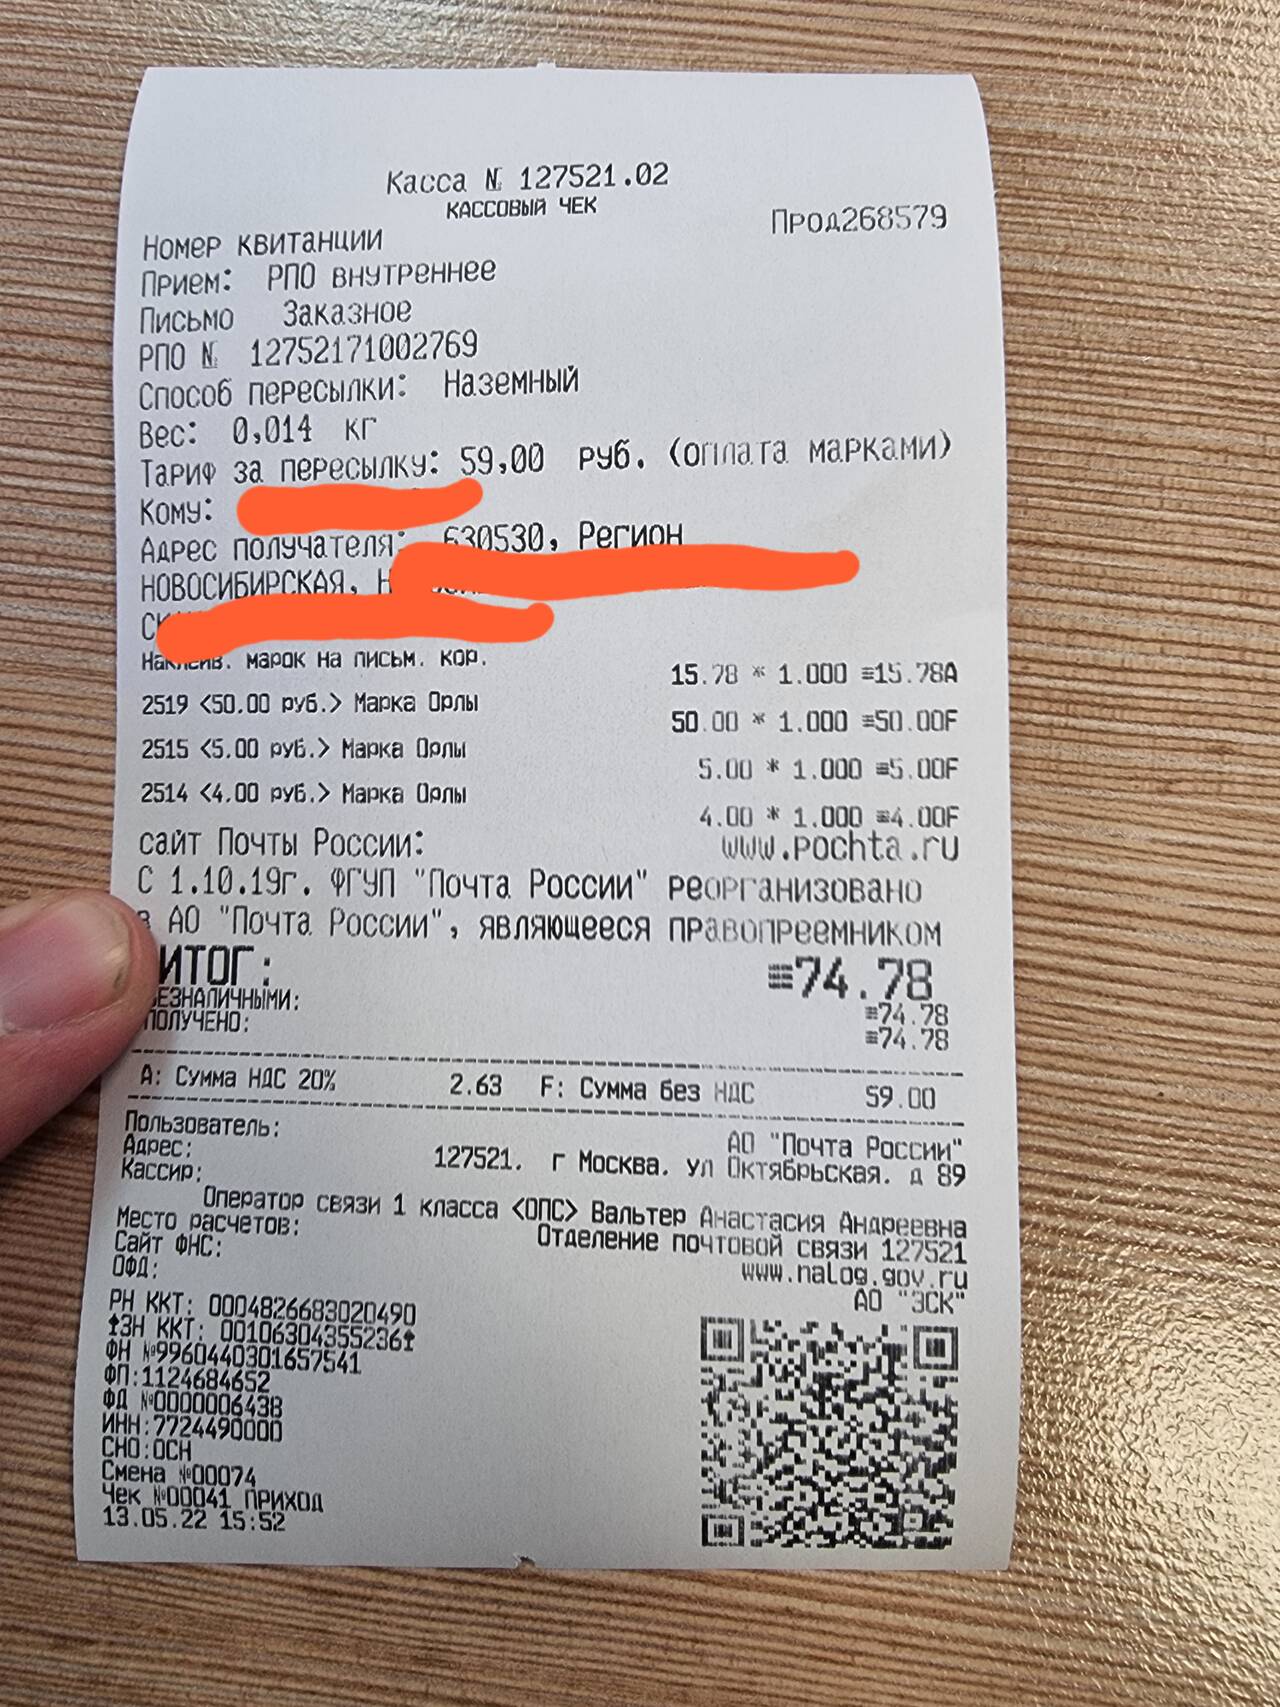 Касса № 127521.02
КАССОВЫЙ ЧЕК
Прод268579
Номер квитанции
Прием: РПО внутреннее
Письмо Заказное
РПО № 12752171002769
Способ пересылки: Наземный
Вес: 0,014 кг
Тариф за пересылку: 59,00 руб. (оплата марками)
Кому:
Адрес получателя: 630530, Регион
НОВОСИБИРСКАЯ, Н
Наклеив. марок на письм. кор.
15.78 * 1.000 ≡15.78А
2519 <50.00 руб.> Марка Орлы
50.00 * 1.000 ≡50.00F
2515 <5.00 руб.> Марка Орлы
5.00 * 1.000 ≡5.00F
2514 <4.00 руб.> Марка Орлы
4.00 * 1.000 ≡4.00F
сайт Почты России: www.pochta.ru
С 1.10.19г. ФГУП "Почта России" реорганизовано
в АО "Почта России", являющееся правопреемником
ИТОГ: ≡74.78
БЕЗНАЛИЧНЫМИ: ≡74.78
ПОЛУЧЕНО: ≡74.78
А: Сумма НДС 20% 2.63 F: Сумма без НДС 59.00
Пользователь: АО "Почта России"
Адрес: 127521. г Москва. ул Октябрьская. д 89
Кассир:
Оператор связи 1 класса <ОПС> Вальтер Анастасия Андреевна
Место расчетов: Отделение почтовой связи 127521
Сайт ФНС: www.nalog.gov.ru
ОФД: АО "ЭСК"
РН ККТ: 0004826683020490
ЗН ККТ: 00106304355236
ФН №9960440301657541
ФП:1124684652
ФД №0000006438
ИНН:7724490000
СНО:ОСН
Смена №00074
Чек №00041 ПРИХОД
13.05.22 15:52